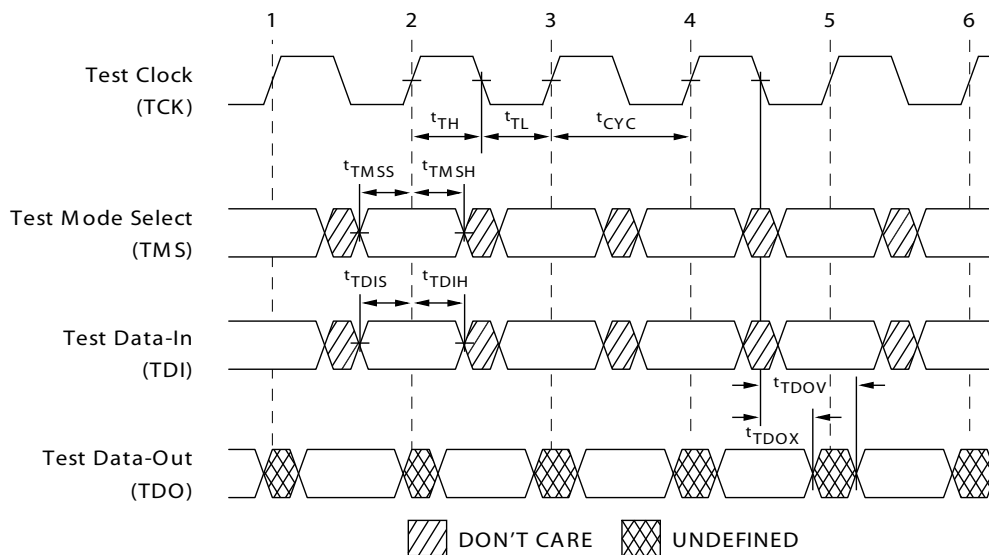 1 2 3 4 5 6
Test Clock
(TCK)
tTH tTL tCYC
tTMSS tTMSH
Test Mode Select
(TMS)
tTDIS tTDIH
Test Data-In
(TDI)
tTDOV
tTDOX
Test Data-Out
(TDO)
DON'T CARE UNDEFINED